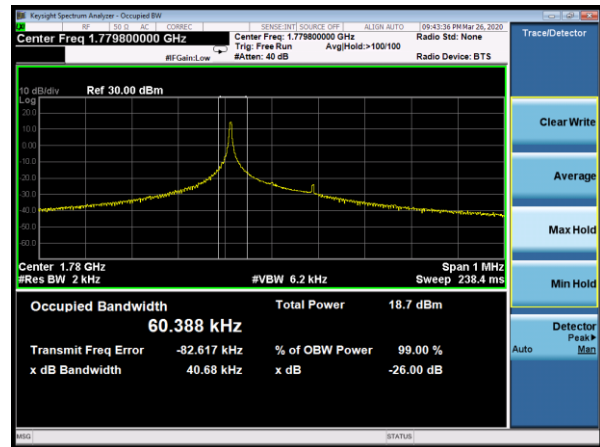 Keysight Spectrum Analyzer - Occupied BW
RF 50 Ω AC CORREC SENSE:INT SOURCE OFF ALIGN AUTO 09:43:36 PM Mar 26, 2020
Center Freq 1.779800000 GHz
Center Freq: 1.779800000 GHz
Radio Std: None
Trig: Free Run Avg|Hold:>100/100
#IFGain:Low #Atten: 40 dB Radio Device: BTS
Trace/Detector
10 dB/div Ref 30.00 dBm
Log
20.0
10.0
0.00
-10.0
-20.0
-30.0
-40.0
-50.0
-60.0
Center 1.78 GHz Span 1 MHz
#Res BW 2 kHz #VBW 6.2 kHz Sweep 238.4 ms
Occupied Bandwidth Total Power 18.7 dBm
60.388 kHz
Transmit Freq Error -82.617 kHz % of OBW Power 99.00 %
x dB Bandwidth 40.68 kHz x dB -26.00 dB
Clear Write
Average
Max Hold
Min Hold
Detector
Peak▶
Auto Man
MSG STATUS